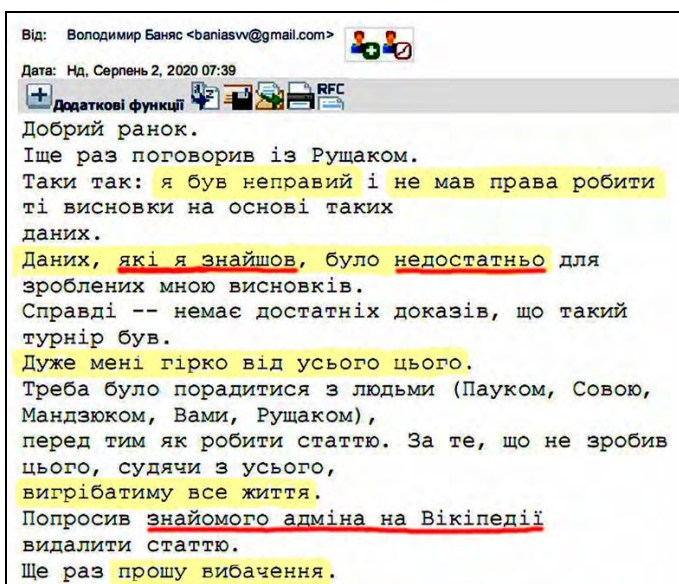 Від: Володимир Баняс <baniasvv@gmail.com>
Дата: Нд, Серпень 2, 2020 07:39
Додаткові функції RFC
Добрий ранок.
Іще раз поговорив із Рущаком.
Таки так: я був неправий і не мав права робити
ті висновки на основі таких
даних.
Даних, які я знайшов, було недостатньо для
зроблених мною висновків.
Справді -- немає достатніх доказів, що такий
турнір був.
Дуже мені гірко від усього цього.
Треба було порадитися з людьми (Пауком, Совою,
Мандзюком, Вами, Рущаком),
перед тим як робити статтю. За те, що не зробив
цього, судячи з усього,
вигрібатиму все життя.
Попросив знайомого адміна на Вікіпедії
видалити статтю.
Ще раз прошу вибачення.